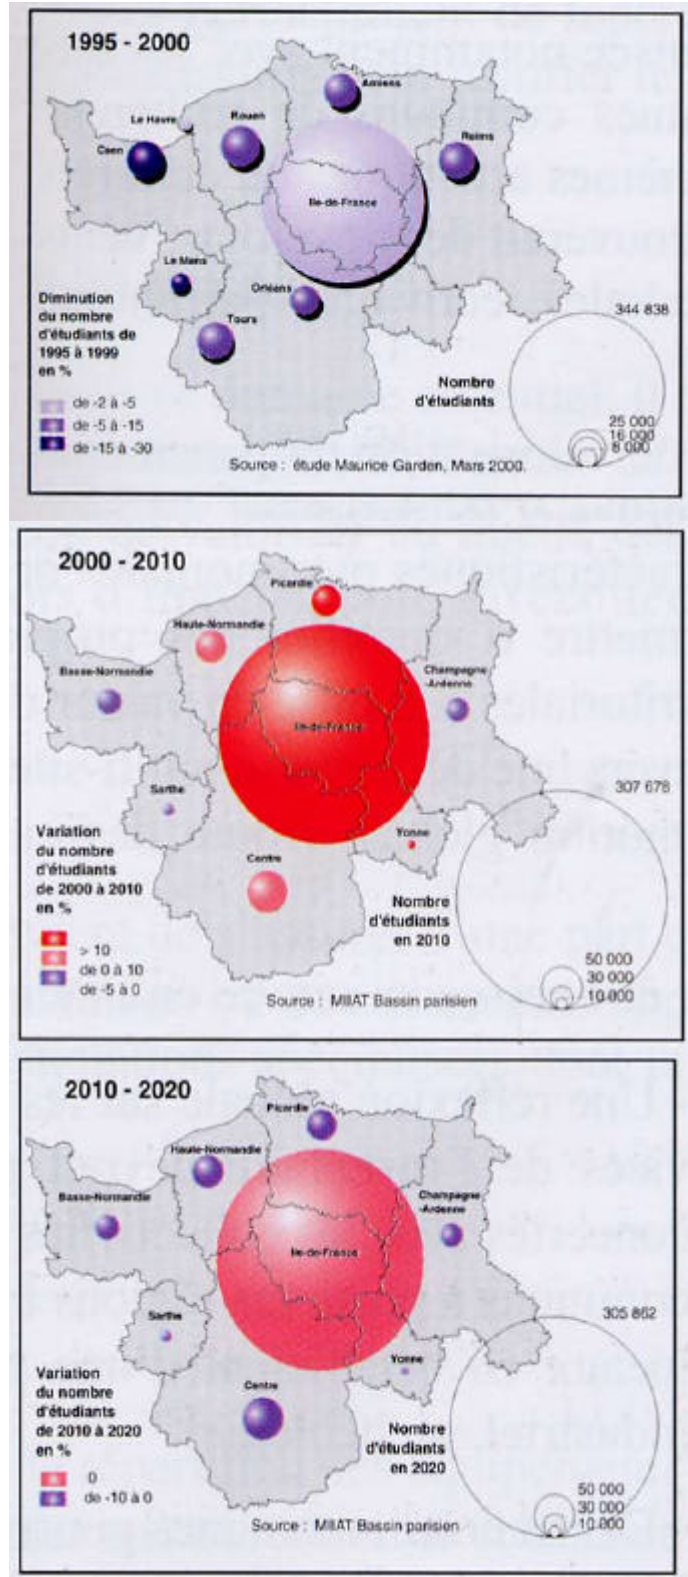 1995 - 2000
Amiens
Le Havre
Rouen
Caen
Reims
Ile-de-France
Le Mans
Orléans
Tours
Diminution
du nombre
d'étudiants de
1995 à 1999
en %
de -2 à -5
de -5 à -15
de -15 à -30
344 838
Nombre
d'étudiants
25 000
16 000
8 000
Source : étude Maurice Garden, Mars 2000.
2000 - 2010
Picardie
Haute-Normandie
Basse-Normandie
Champagne
-Ardenne
Ile-de-France
Sarthe
307 678
Yonne
Centre
Variation
du nombre
d'étudiants
de 2000 à 2010
en %
> 10
de 0 à 10
de -5 à 0
Nombre
d'étudiants
en 2010
50 000
30 000
10 000
Source : MIIAT Bassin parisien
2010 - 2020
Picardie
Haute-Normandie
Basse-Normandie
Champagne
-Ardenne
Ile-de-France
Sarthe
305 862
Yonne
Centre
Variation
du nombre
d'étudiants
de 2010 à 2020
en %
0
de -10 à 0
Nombre
d'étudiants
en 2020
50 000
30 000
10 000
Source : MIIAT Bassin parisien